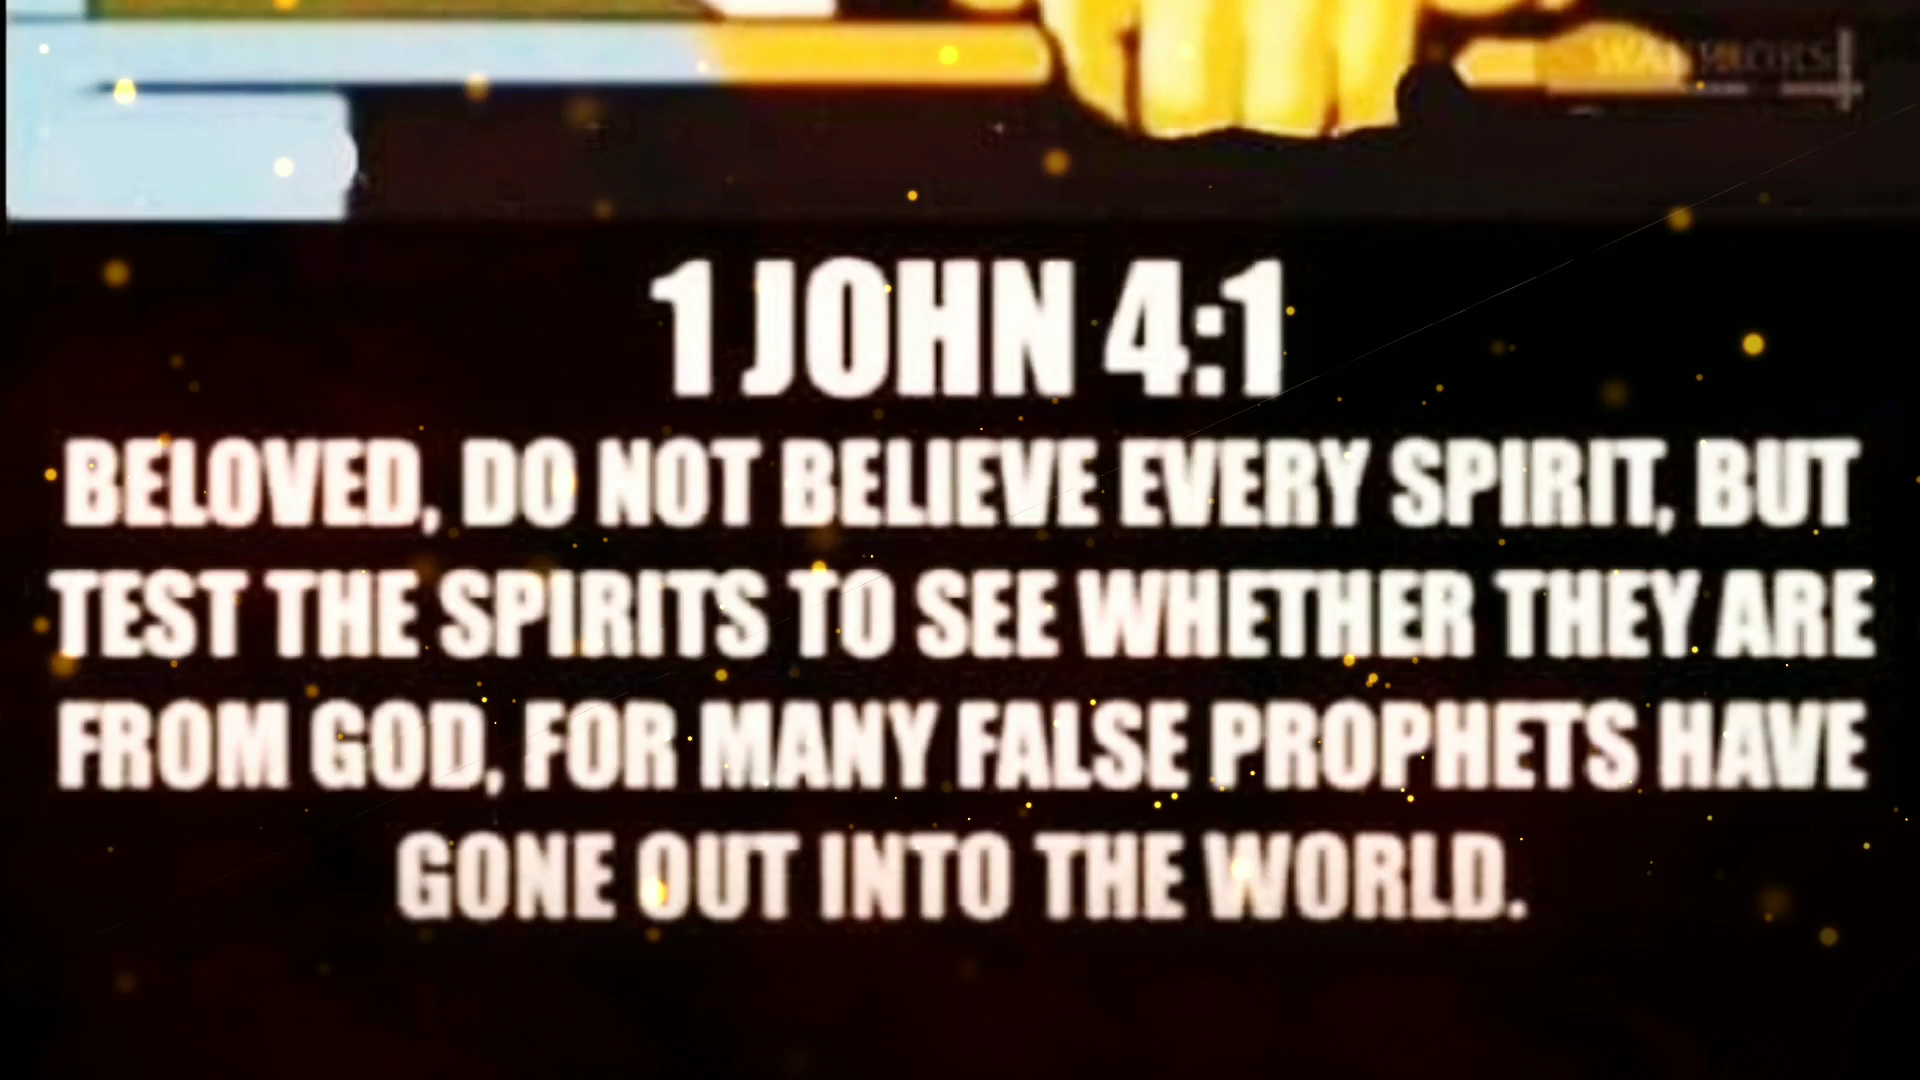 WARRIORS
1 JOHN 4:1
BELOVED, DO NOT BELIEVE EVERY SPIRIT, BUT
TEST THE SPIRITS TO SEE WHETHER THEY ARE
FROM GOD, FOR MANY FALSE PROPHETS HAVE
GONE OUT INTO THE WORLD.